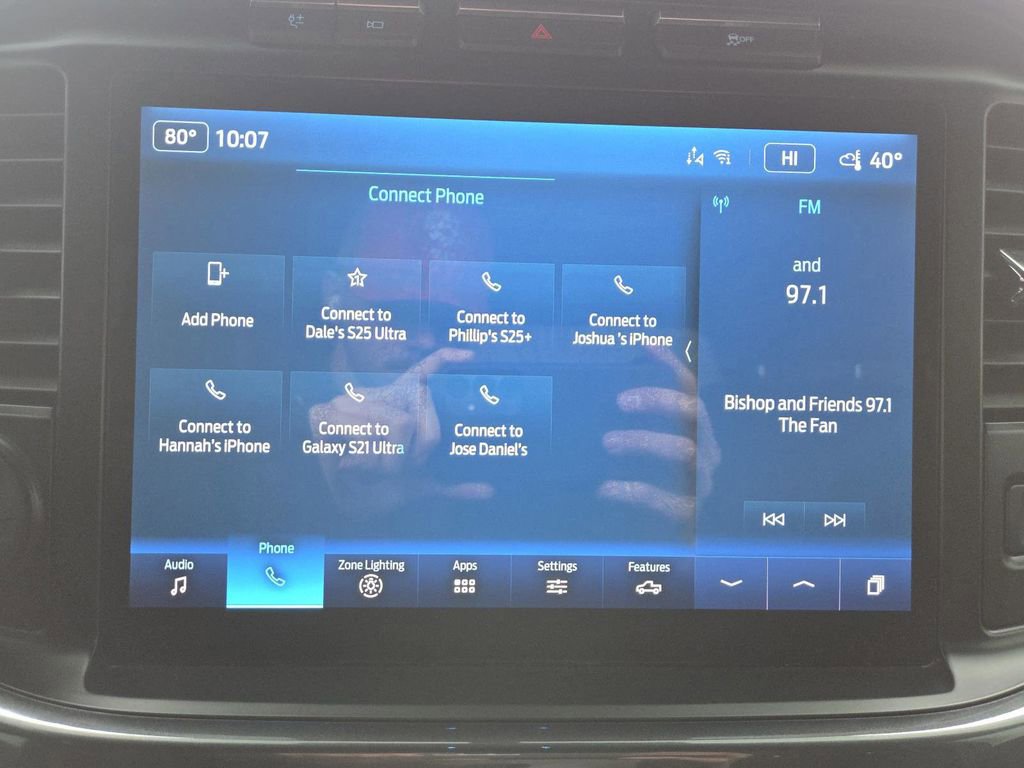 OFF
80° 10:07
HI
40°
Connect Phone
FM
Add Phone
Connect to
Dale's S25 Ultra
Connect to
Phillip's S25+
Connect to
Joshua 's iPhone
and
97.1
Connect to
Hannah's iPhone
Connect to
Galaxy S21 Ultra
Connect to
Jose Daniel's
Bishop and Friends 97.1
The Fan
Audio
Phone
Zone Lighting
Apps
Settings
Features